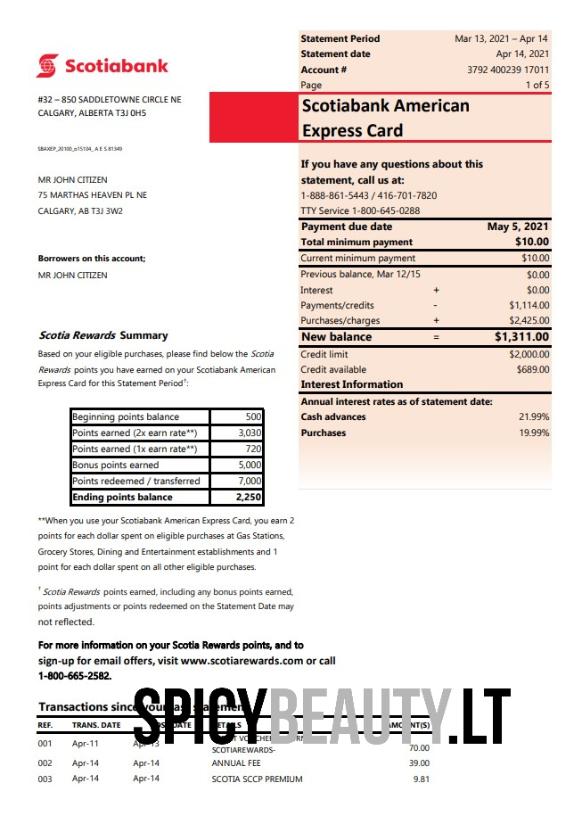 Scotiabank
#32 – 850 SADDLETOWNE CIRCLE NE
CALGARY, ALBERTA T3J 0H5
SBAXEP_20100_o15104_ A E S 81349
MR JOHN CITIZEN
75 MARTHAS HEAVEN PL NE
CALGARY, AB T3J 3W2
Borrowers on this account;
MR JOHN CITIZEN
Statement Period Mar 13, 2021 – Apr 14
Statement date Apr 14, 2021
Account # 3792 400239 17011
Page 1 of 5
Scotiabank American
Express Card
If you have any questions about this
statement, call us at:
1-888-861-5443 / 416-701-7820
TTY Service 1-800-645-0288
Payment due date May 5, 2021
Total minimum payment $10.00
Current minimum payment $10.00
Previous balance, Mar 12/15 $0.00
Interest + $0.00
Payments/credits - $1,114.00
Purchases/charges + $2,425.00
New balance = $1,311.00
Credit limit $2,000.00
Credit available $689.00
Interest Information
Annual interest rates as of statement date:
Cash advances 21.99%
Purchases 19.99%
Scotia Rewards Summary
Based on your eligible purchases, please find below the Scotia
Rewards points you have earned on your Scotiabank American
Express Card for this Statement Period†:
Beginning points balance 500
Points earned (2x earn rate**) 3,030
Points earned (1x earn rate**) 720
Bonus points earned 5,000
Points redeemed / transferred 7,000
Ending points balance 2,250
**When you use your Scotiabank American Express Card, you earn 2
points for each dollar spent on eligible purchases at Gas Stations,
Grocery Stores, Dining and Entertainment establishments and 1
point for each dollar spent on all other eligible purchases.
† Scotia Rewards points earned, including any bonus points earned,
points adjustments or points redeemed on the Statement Date may
not reflected.
For more information on your Scotia Rewards points, and to
sign-up for email offers, visit www.scotiarewards.com or call
1-800-665-2582.
Transactions since your last statement
SPICYBEAUTY.LT
REF. TRANS. DATE DATE DETAILS AMOUNT(S)
001 Apr-11 Apr-13
SCOTIAREWARDS- 70.00
002 Apr-14 Apr-14 ANNUAL FEE 39.00
003 Apr-14 Apr-14 SCOTIA SCCP PREMIUM 9.81